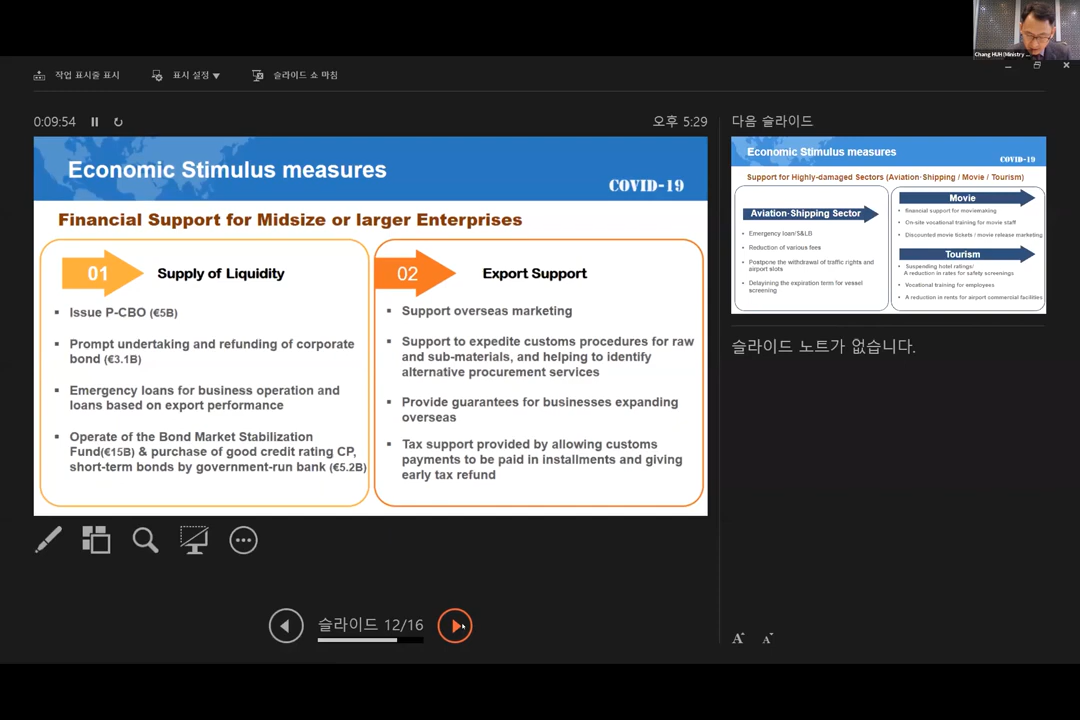 Chang HUH (Ministry ...
작업 표시줄 표시
표시 설정 ▼
슬라이드 쇼 마침
0:09:54
오후 5:29
다음 슬라이드
Economic Stimulus measures
COVID-19
Financial Support for Midsize or larger Enterprises
01
Supply of Liquidity
▪ Issue P-CBO (€5B)
▪ Prompt undertaking and refunding of corporate
bond (€3.1B)
▪ Emergency loans for business operation and
loans based on export performance
▪ Operate of the Bond Market Stabilization
Fund(€15B) & purchase of good credit rating CP,
short-term bonds by government-run bank (€5.2B)
02
Export Support
▪ Support overseas marketing
▪ Support to expedite customs procedures for raw
and sub-materials, and helping to identify
alternative procurement services
▪ Provide guarantees for businesses expanding
overseas
▪ Tax support provided by allowing customs
payments to be paid in installments and giving
early tax refund
Economic Stimulus measures
COVID-19
Support for Highly-damaged Sectors (Aviation·Shipping / Movie / Tourism)
Aviation·Shipping Sector
▪ Emergency loan/S&LB
▪ Reduction of various fees
▪ Postpone the withdrawal of traffic rights and
airport slots
▪ Delayining the expiration term for vessel
screening
Movie
▪ financial support for moviemaking
▪ On-site vocational training for movie staff
▪ Discounted movie tickets / movie release marketing
Tourism
▪ Suspending hotel ratings/
A reduction in rates for safety screenings
▪ Vocational training for employees
▪ A reduction in rents for airport commercial facilities
슬라이드 노트가 없습니다.
슬라이드 12/16
A
A